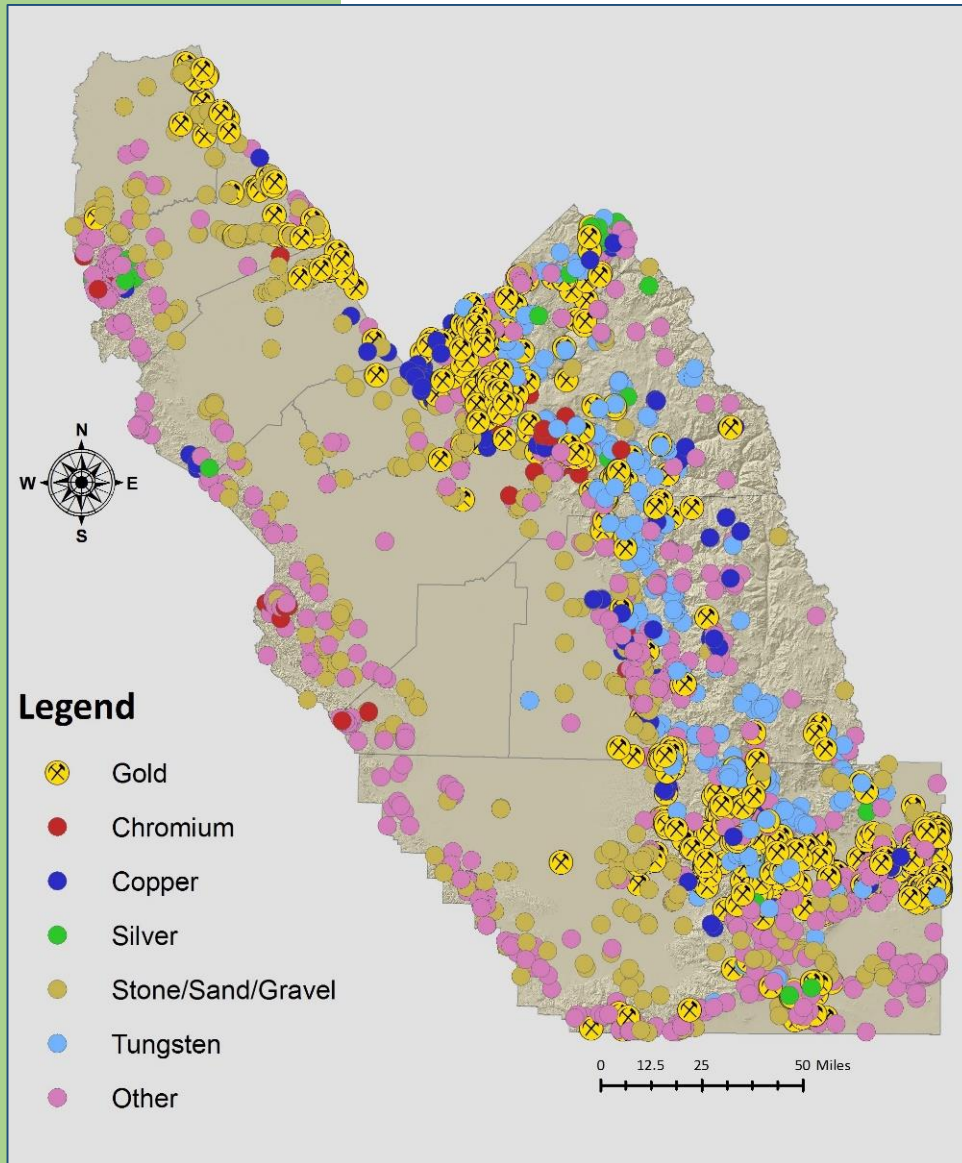 N
W E
S
Legend
Gold
Chromium
Copper
Silver
Stone/Sand/Gravel
Tungsten
Other
0 12.5 25 50 Miles